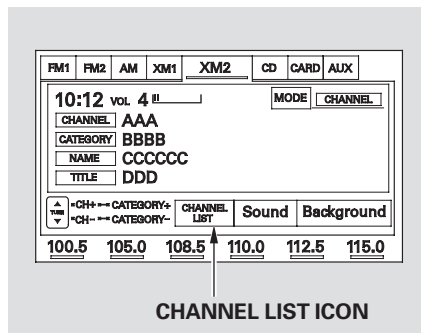 FM1 FM2 AM XM1 XM2 CD CARD AUX
10:12 VOL 4 MODE CHANNEL
CHANNEL AAA
CATEGORY BBBB
NAME CCCCCC
TITLE DDD
TUNE CH+ CATEGORY+ CHANNEL LIST Sound Background
CH– CATEGORY–
100.5 105.0 108.5 110.0 112.5 115.0
CHANNEL LIST ICON